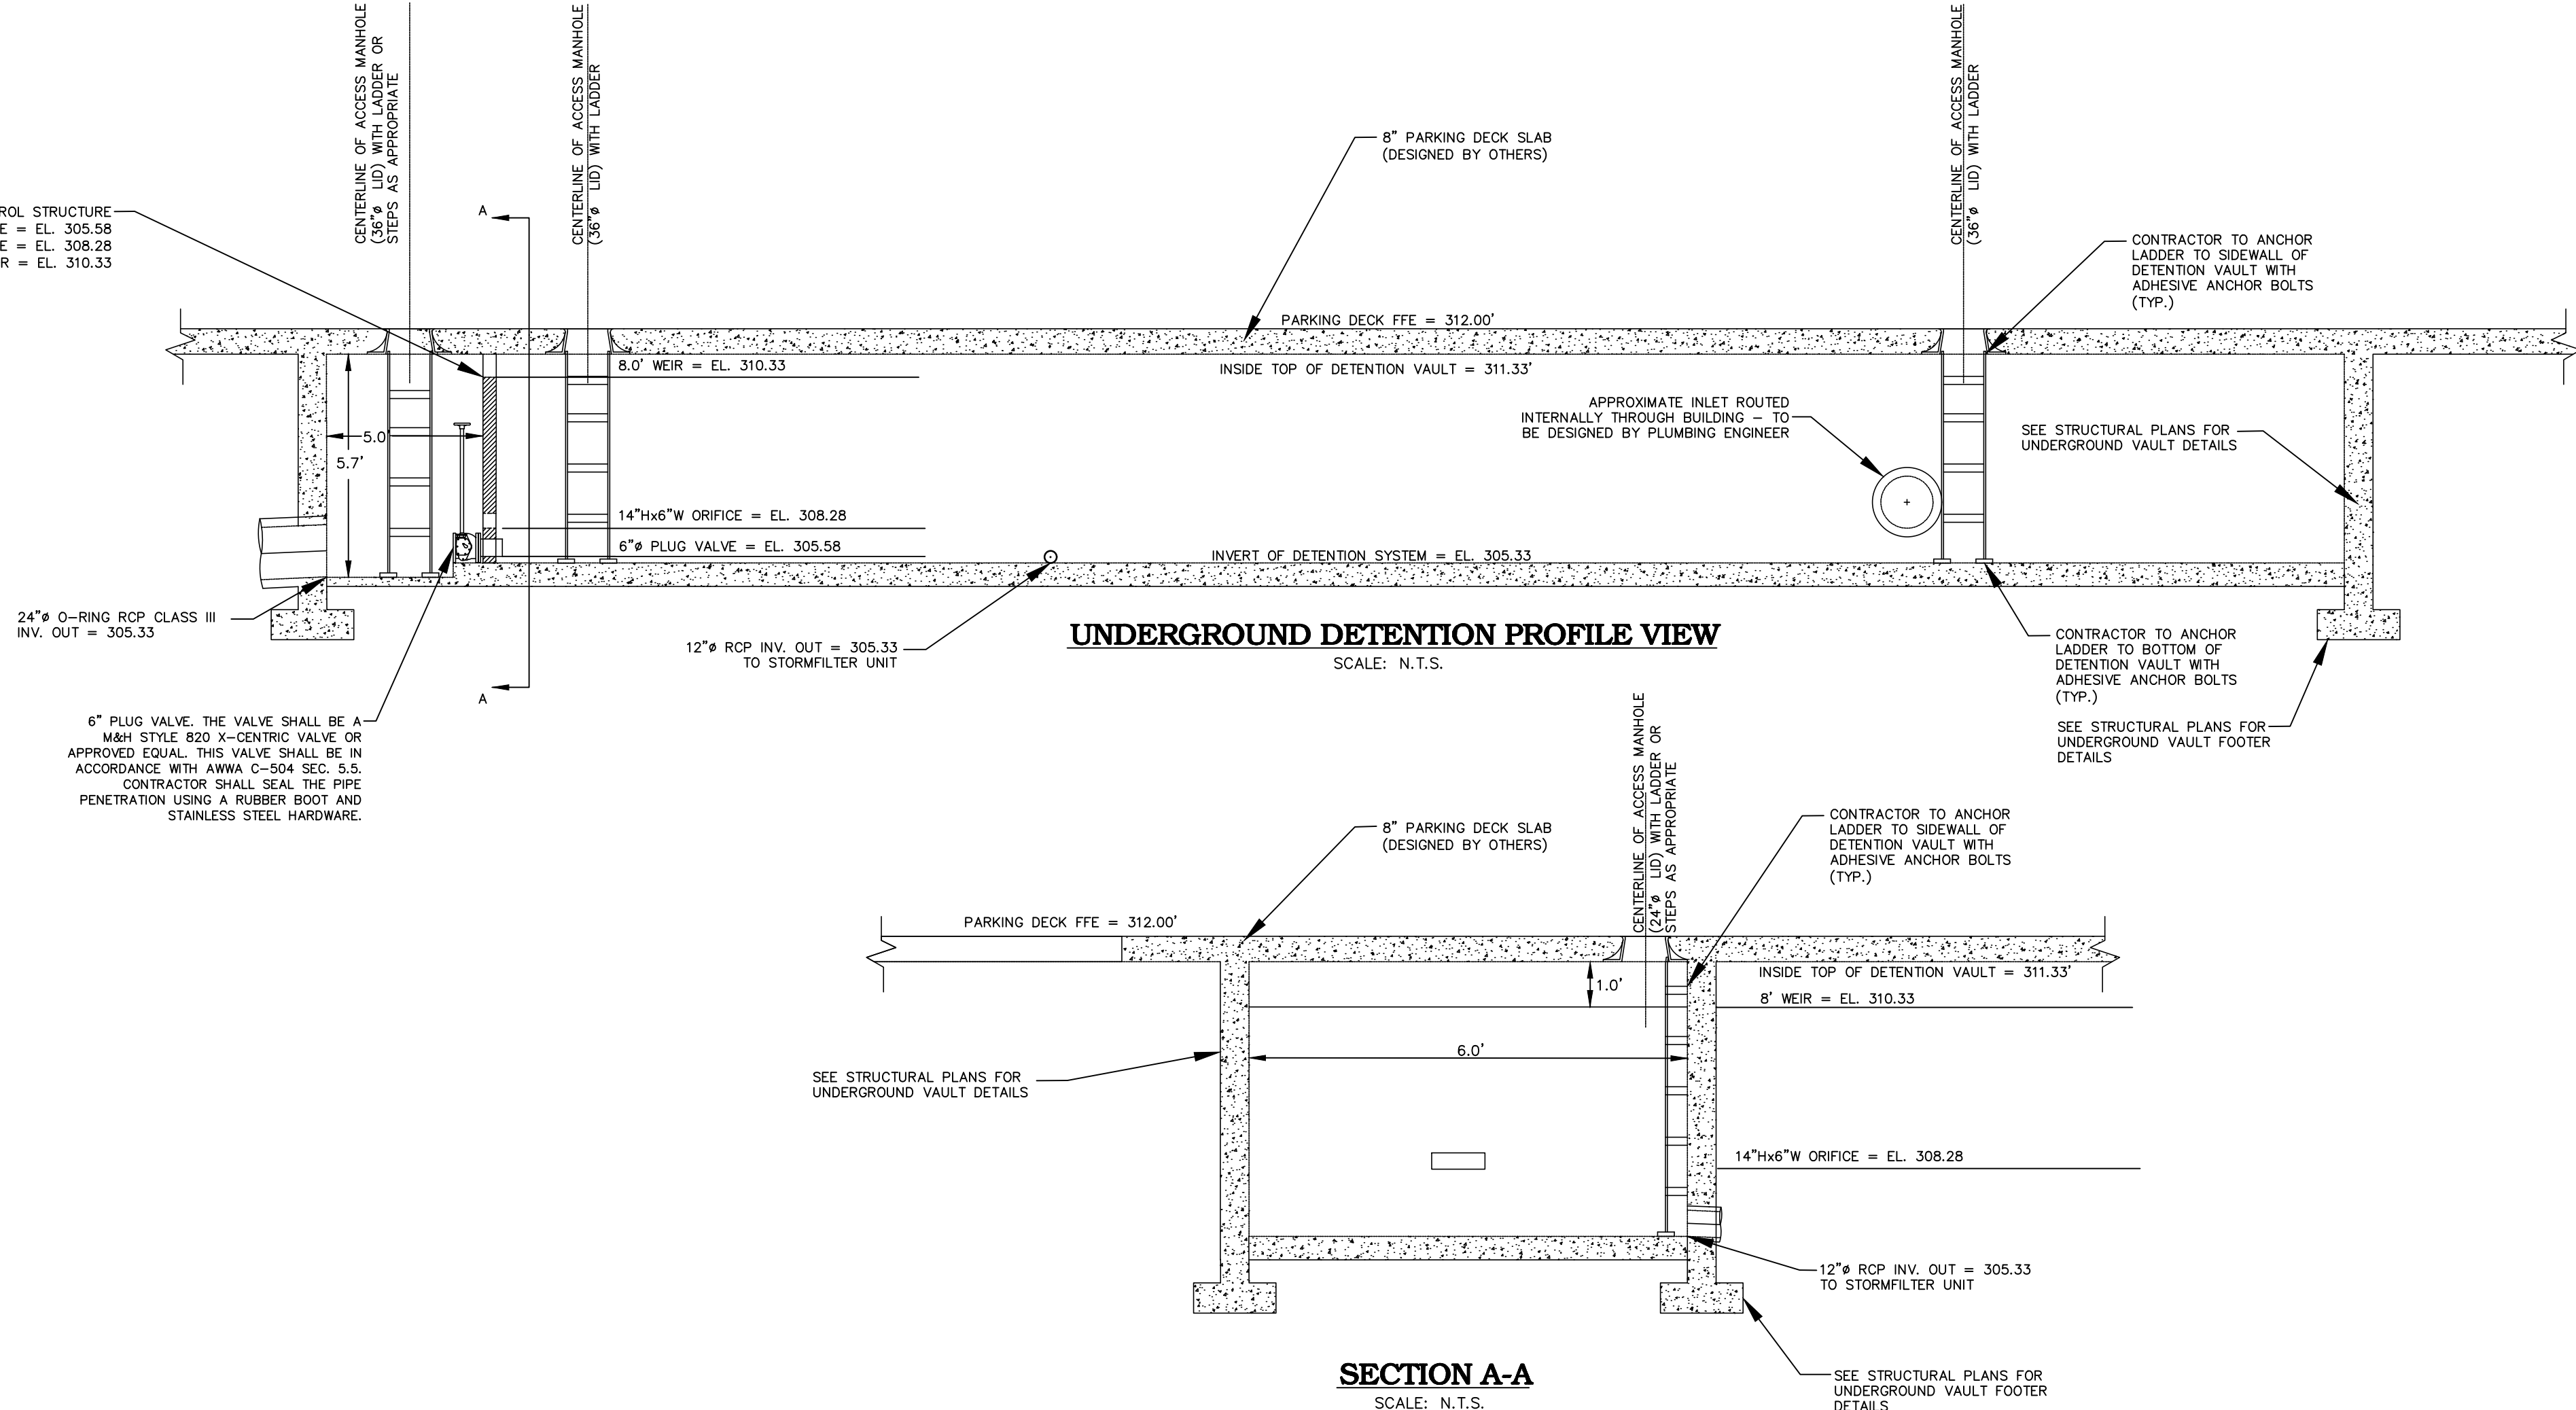 CENTERLINE OF ACCESS MANHOLE
(36"ø LID) WITH LADDER OR
STEPS AS APPROPRIATE
CENTERLINE OF ACCESS MANHOLE
(36"ø LID) WITH LADDER
CENTERLINE OF ACCESS MANHOLE
(36"ø LID) WITH LADDER
8" PARKING DECK SLAB
(DESIGNED BY OTHERS)
STRUCTURE
= EL. 305.58
= EL. 308.28
= EL. 310.33
A
CONTRACTOR TO ANCHOR
LADDER TO SIDEWALL OF
DETENTION VAULT WITH
ADHESIVE ANCHOR BOLTS
(TYP.)
PARKING DECK FFE = 312.00'
8.0' WEIR = EL. 310.33
INSIDE TOP OF DETENTION VAULT = 311.33'
APPROXIMATE INLET ROUTED
INTERNALLY THROUGH BUILDING – TO
BE DESIGNED BY PLUMBING ENGINEER
SEE STRUCTURAL PLANS FOR
UNDERGROUND VAULT DETAILS
5.0'
5.7'
14"Hx6"W ORIFICE = EL. 308.28
6"ø PLUG VALVE = EL. 305.58
INVERT OF DETENTION SYSTEM = EL. 305.33
24"ø O-RING RCP CLASS III
INV. OUT = 305.33
12"ø RCP INV. OUT = 305.33
TO STORMFILTER UNIT
UNDERGROUND DETENTION PROFILE VIEW
SCALE: N.T.S.
CONTRACTOR TO ANCHOR
LADDER TO BOTTOM OF
DETENTION VAULT WITH
ADHESIVE ANCHOR BOLTS
(TYP.)
A
6" PLUG VALVE. THE VALVE SHALL BE A
M&H STYLE 820 X-CENTRIC VALVE OR
APPROVED EQUAL. THIS VALVE SHALL BE IN
ACCORDANCE WITH AWWA C-504 SEC. 5.5.
CONTRACTOR SHALL SEAL THE PIPE
PENETRATION USING A RUBBER BOOT AND
STAINLESS STEEL HARDWARE.
SEE STRUCTURAL PLANS FOR
UNDERGROUND VAULT FOOTER
DETAILS
CENTERLINE OF ACCESS MANHOLE
(24"ø LID) WITH LADDER OR
STEPS AS APPROPRIATE
8" PARKING DECK SLAB
(DESIGNED BY OTHERS)
CONTRACTOR TO ANCHOR
LADDER TO SIDEWALL OF
DETENTION VAULT WITH
ADHESIVE ANCHOR BOLTS
(TYP.)
PARKING DECK FFE = 312.00'
INSIDE TOP OF DETENTION VAULT = 311.33'
1.0'
8' WEIR = EL. 310.33
6.0'
SEE STRUCTURAL PLANS FOR
UNDERGROUND VAULT DETAILS
14"Hx6"W ORIFICE = EL. 308.28
12"ø RCP INV. OUT = 305.33
TO STORMFILTER UNIT
SECTION A-A
SCALE: N.T.S.
SEE STRUCTURAL PLANS FOR
UNDERGROUND VAULT FOOTER
DETAILS